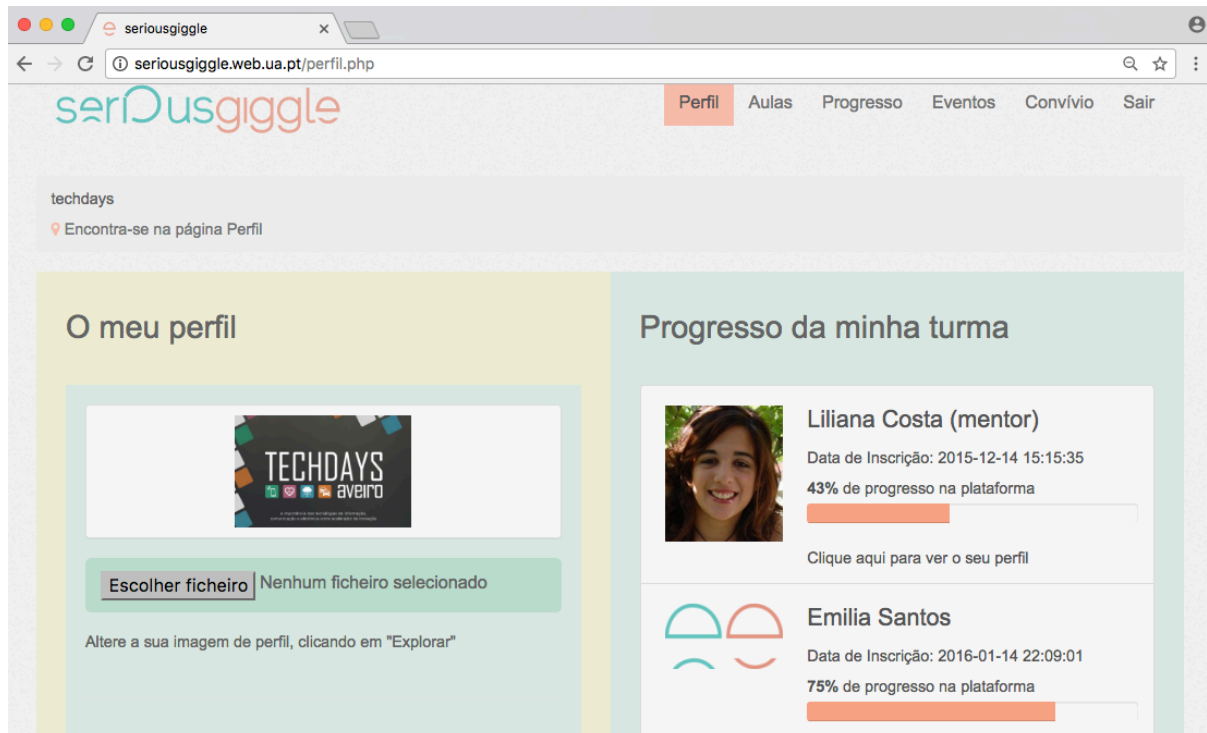 seriousgiggle
seriousgiggle.web.ua.pt/perfil.php
seriousgiggle
Perfil Aulas Progresso Eventos Convívio Sair
techdays
Encontra-se na página Perfil
O meu perfil
TECHDAYS
aveiro
Escolher ficheiro Nenhum ficheiro selecionado
Altere a sua imagem de perfil, clicando em "Explorar"
Progresso da minha turma
Liliana Costa (mentor)
Data de Inscrição: 2015-12-14 15:15:35
43% de progresso na plataforma
Clique aqui para ver o seu perfil
Emilia Santos
Data de Inscrição: 2016-01-14 22:09:01
75% de progresso na plataforma